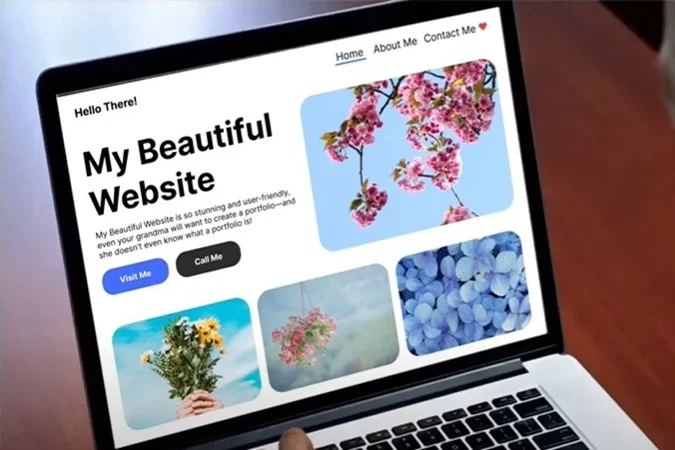 Hello There!
Home About Me Contact Me ❤
My Beautiful
Website
My Beautiful Website is so stunning and user-friendly,
even your grandma will want to create a portfolio—and
she doesn't even know what a portfolio is!
Visit Me
Call Me